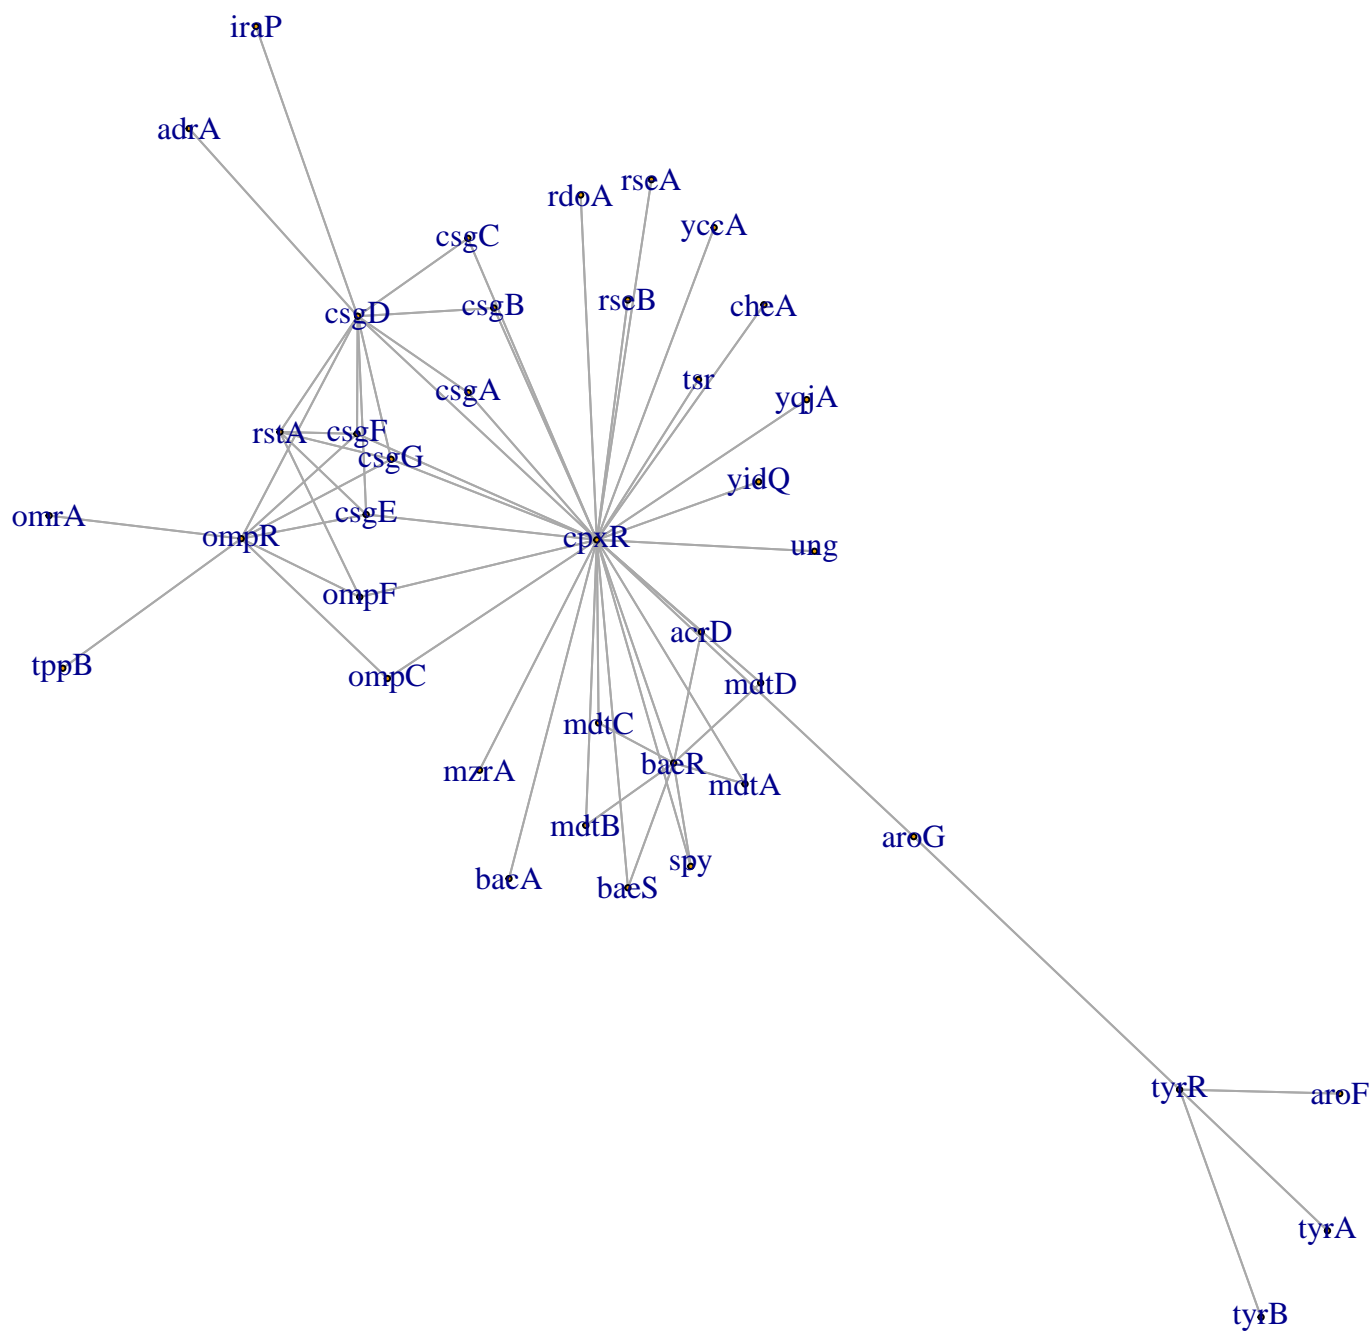 iraP
adrA
rseA
rdoA
yccA
csgC
rseB
cheA
csgB
csgD
tsr
csgA
yqjA
rstA
csgF
csgG
yidQ
omrA
csgE
ompR
cpxR
ung
ompF
acrD
tppB
ompC
mdtD
mdtC
baeR
mzrA
mdtA
mdtB
aroG
spy
bacA
baeS
tyrR
aroF
tyrA
tyrB